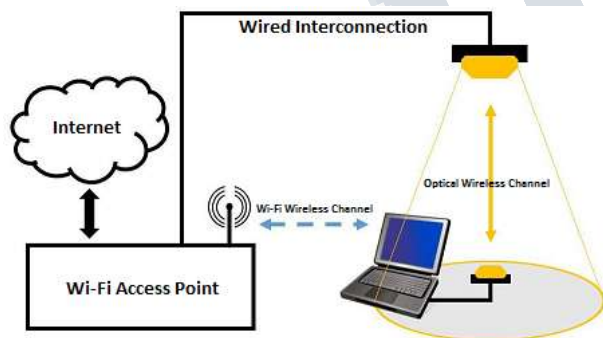 Wired Interconnection
Internet
Optical Wireless Channel
Wi-Fi Wireless Channel
Wi-Fi Access Point